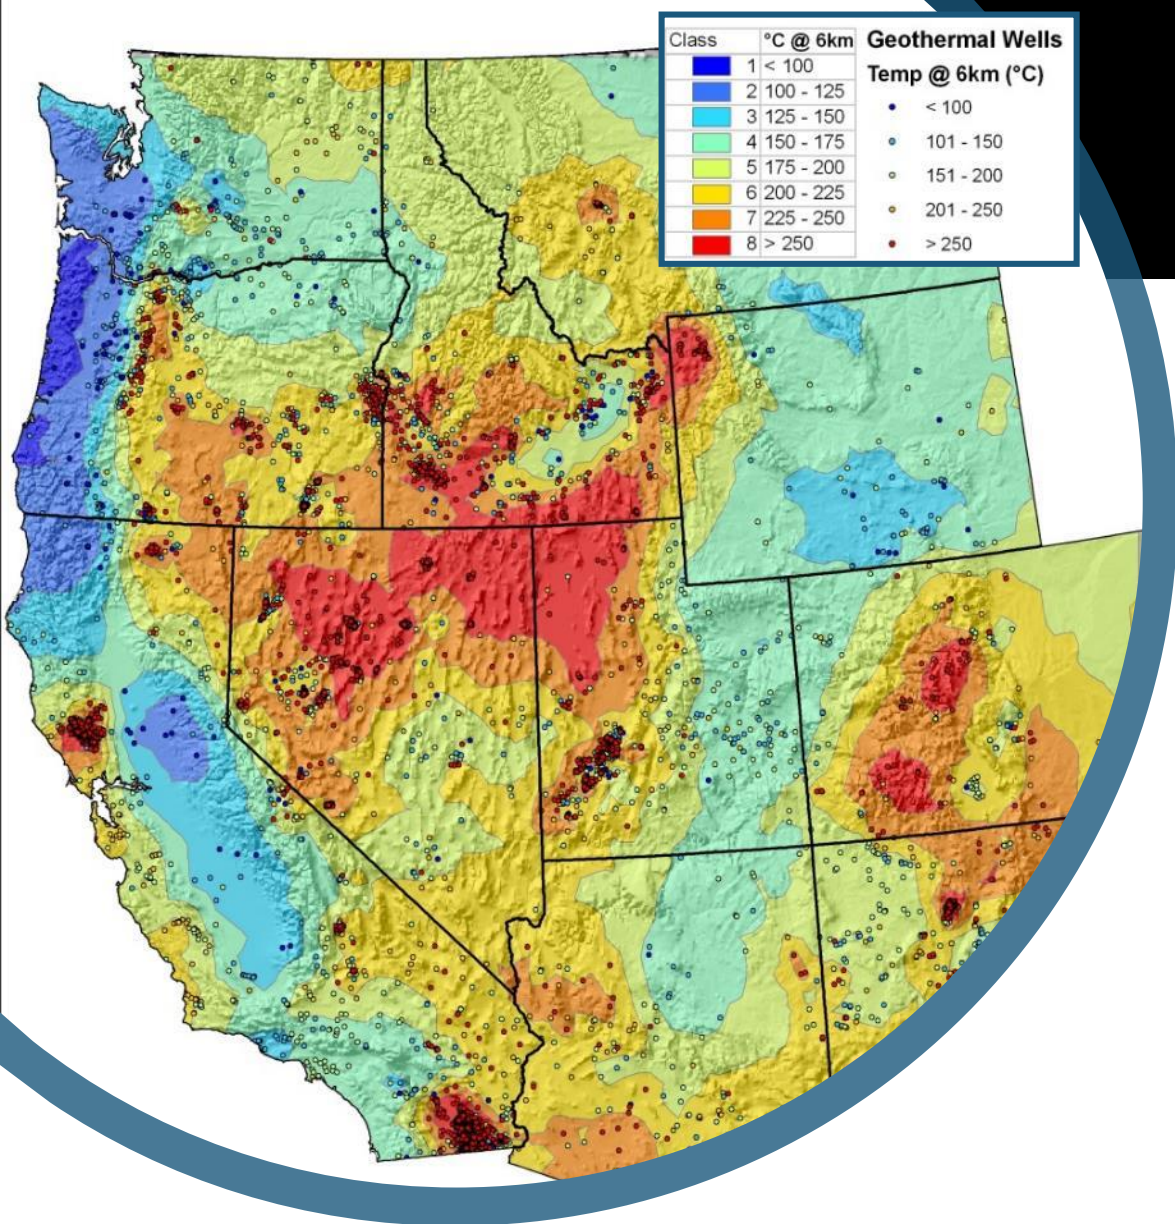 Class °C @ 6km
1 < 100
2 100 - 125
3 125 - 150
4 150 - 175
5 175 - 200
6 200 - 225
7 225 - 250
8 > 250
Geothermal Wells
Temp @ 6km (°C)
< 100
101 - 150
151 - 200
201 - 250
> 250